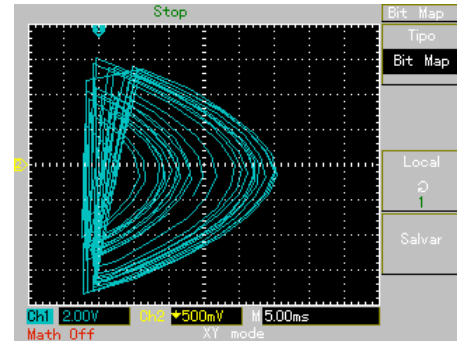 Stop
Bit Map
Tipo
Bit Map
Local
1
Salvar
Ch1 2.00V Ch2 500mV M 5.00ms
Math Off XY mode